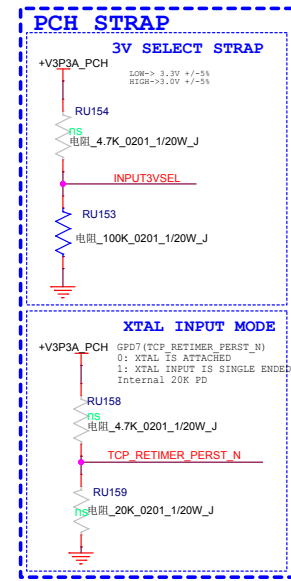 PCH STRAP
3V SELECT STRAP
+V3P3A_PCH
LOW-> 3.3V +/-5%
HIGH->3.0V +/-5%
RU154
ns
电阻_4.7K_0201_1/20W_J
INPUT3VSEL
RU153
电阻_100K_0201_1/20W_J
XTAL INPUT MODE
+V3P3A_PCH
GPD7(TCP_RETIMER_PERST_N)
0: XTAL IS ATTACHED
1: XTAL INPUT IS SINGLE ENDED
Internal 20K PD
RU158
ns
电阻_4.7K_0201_1/20W_J
TCP_RETIMER_PERST_N
RU159
ns
电阻_20K_0201_1/20W_J